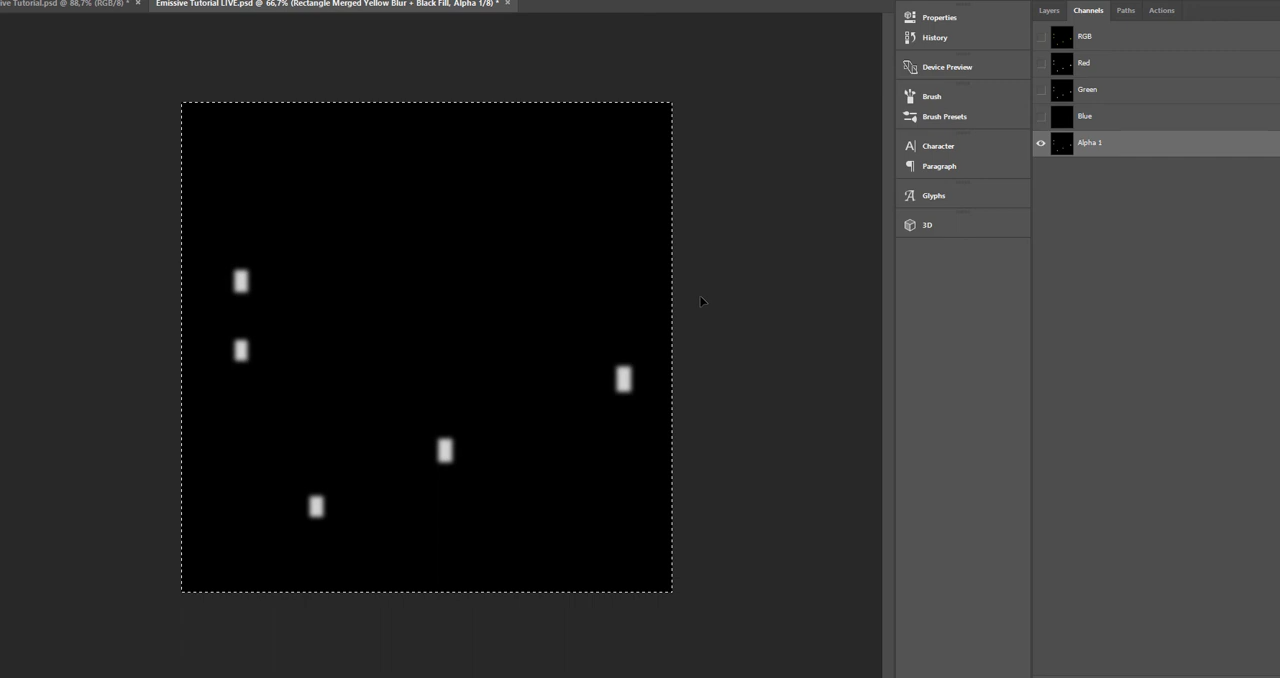 ive Tutorial.psd @ 88,7% (RGB/8) * ×
Emissive Tutorial LIVE.psd @ 66,7% (Rectangle Merged Yellow Blur + Black Fill, Alpha 1/8) * ×
Properties
History
Device Preview
Brush
Brush Presets
Character
Paragraph
Glyphs
3D
Layers Channels Paths Actions
RGB
Red
Green
Blue
Alpha 1